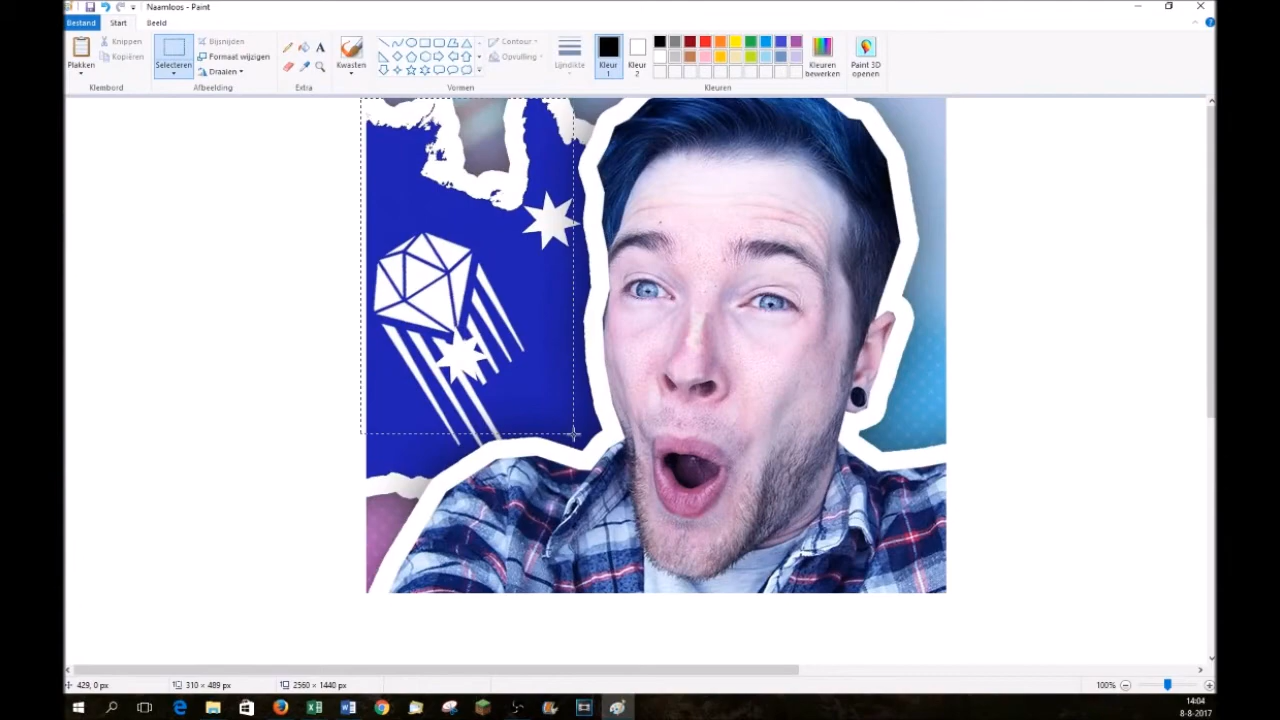 Naamloos - Paint
Bestand Start Beeld
Plakken
Knippen
Kopiëren
Klembord
Selecteren
Bijsnijden
Formaat wijzigen
Draaien
Afbeelding
A
Extra
Kwasten
Contour
Opvulling
Vormen
Lijndikte
Kleur 1
Kleur 2
Kleuren bewerken
Kleuren
Paint 3D openen
429, 0 px
310 × 489 px
2560 × 1440 px
100%
14:04
8-8-2017